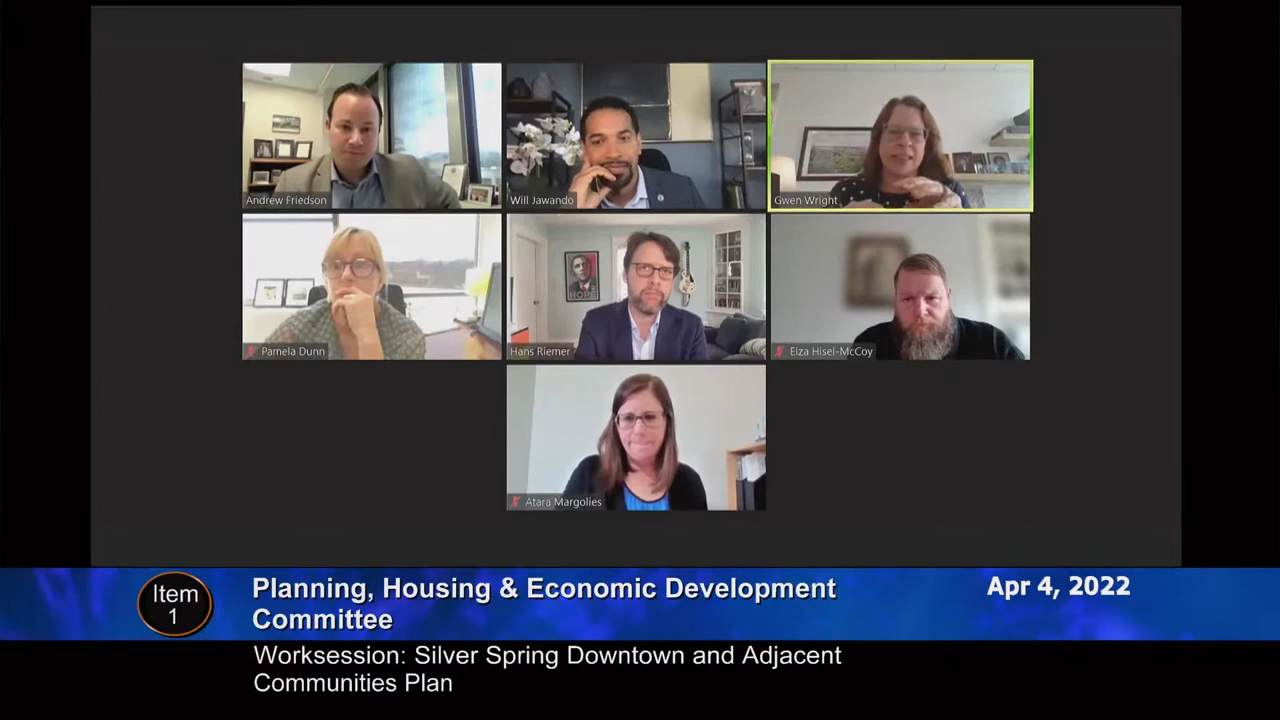 Andrew Friedson
Will Jawando
Gwen Wright
Pamela Dunn
HOPE
Hans Riemer
Elza Hisel-McCoy
Atara Margolies
Item
1
Planning, Housing & Economic Development
Committee
Apr 4, 2022
Worksession: Silver Spring Downtown and Adjacent
Communities Plan